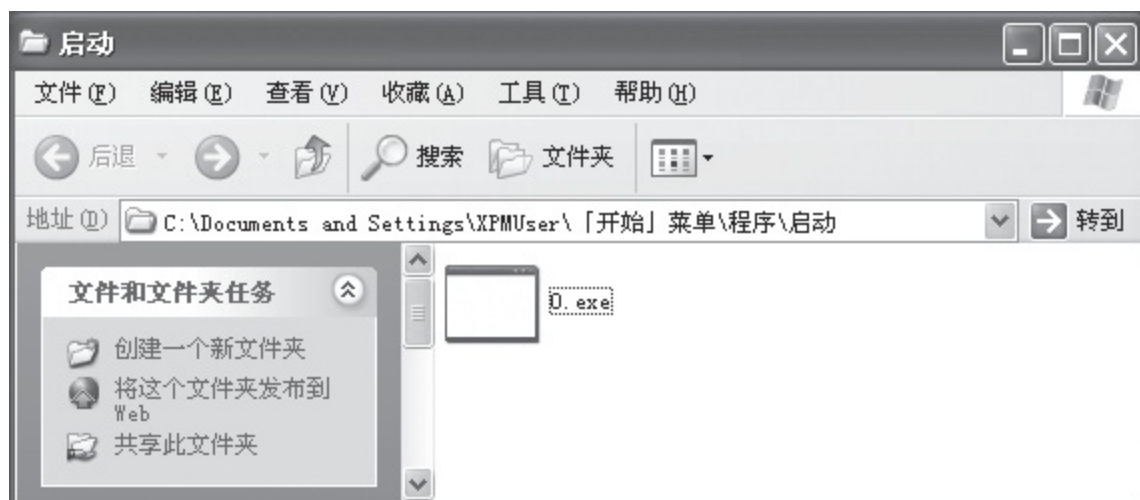 启动
文件(F) 编辑(E) 查看(V) 收藏(A) 工具(T) 帮助(H)
后退 搜索 文件夹
地址(D) C:\Documents and Settings\XPMUser\「开始」菜单\程序\启动 转到
文件和文件夹任务
0.exe
创建一个新文件夹
将这个文件夹发布到
Web
共享此文件夹